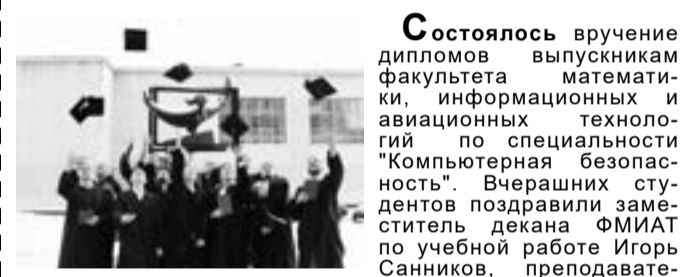 Состоялось вручение
дипломов выпускникам
факультета математи-
ки, информационных и
авиационных техноло-
гий по специальности
"Компьютерная безопас-
ность". Вчерашних сту-
дентов поздравили заме-
ститель декана ФМИАТ
по учебной работе Игорь
Санников, преподавате-